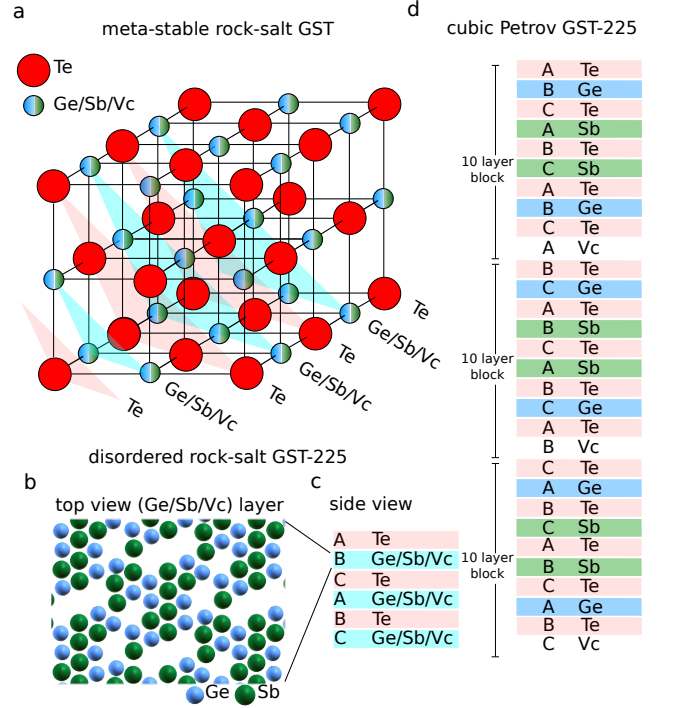 a
meta-stable rock-salt GST
Te
Ge/Sb/Vc
Te
Ge/Sb/Vc
Te
Ge/Sb/Vc
Te
Ge/Sb/Vc
Te
disordered rock-salt GST-225
b
top view (Ge/Sb/Vc) layer
Ge Sb
c
side view
A Te
B Ge/Sb/Vc
C Te
A Ge/Sb/Vc
B Te
C Ge/Sb/Vc
d
cubic Petrov GST-225
10 layer
block
A Te
B Ge
C Te
A Sb
B Te
C Sb
A Te
B Ge
C Te
A Vc
10 layer
block
B Te
C Ge
A Te
B Sb
C Te
A Sb
B Te
C Ge
A Te
B Vc
10 layer
block
C Te
A Ge
B Te
C Sb
A Te
B Sb
C Te
A Ge
B Te
C Vc